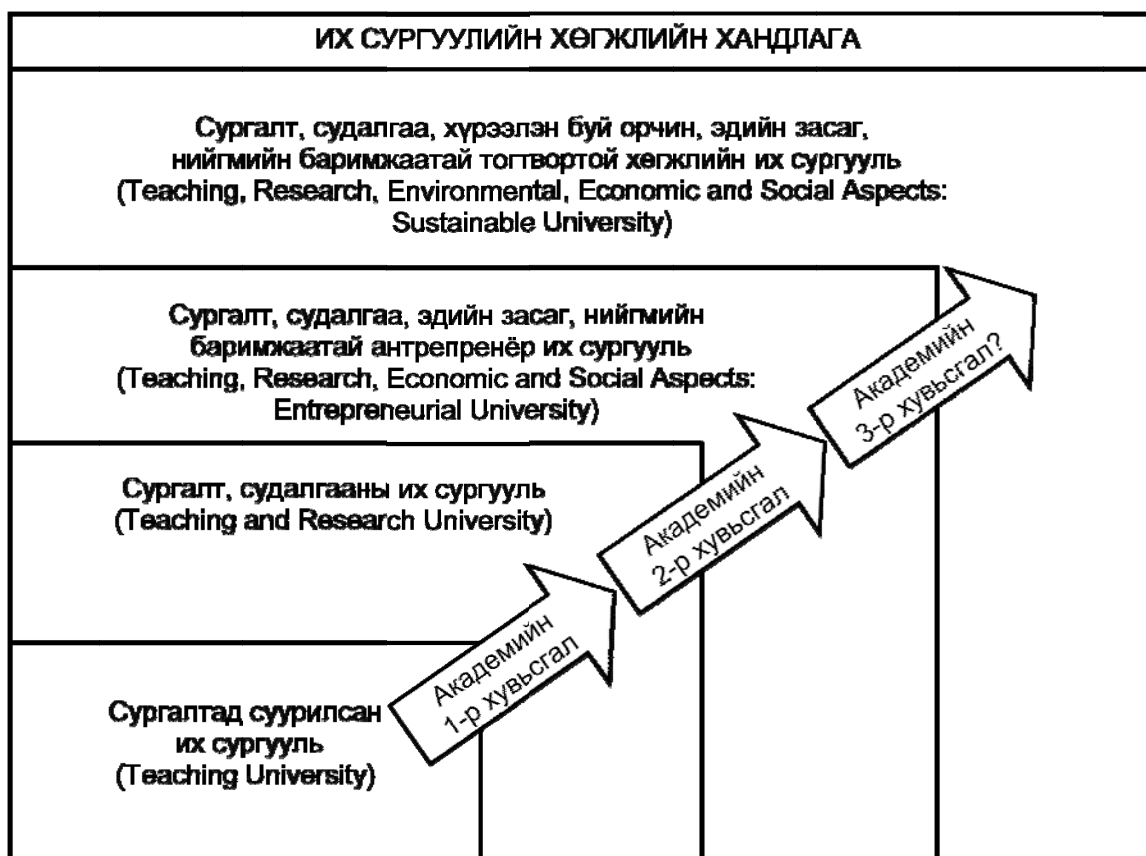 ИХ СУРГУУЛИЙН ХӨГЖЛИЙН ХАНДЛАГА
Сургалт, судалгаа, хүрээлэн буй орчин, эдийн засаг,
нийгмийн баримжаатай тогтвортой хөгжлийн их сургууль
(Teaching, Research, Environmental, Economic and Social Aspects:
Sustainable University)
Сургалт, судалгаа, эдийн засаг, нийгмийн
баримжаатай антрепренёр их сургууль
(Teaching, Research, Economic and Social Aspects:
Entrepreneurial University)
Академийн
3-р хувьсгал?
Сургалт, судалгааны их сургууль
(Teaching and Research University)
Академийн
2-р хувьсгал
Академийн
1-р хувьсгал
Сургалтад суурилсан
их сургууль
(Teaching University)